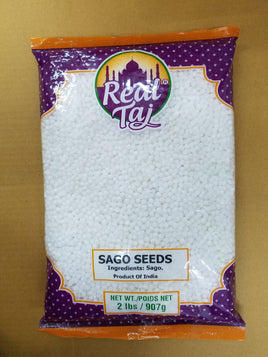 Real
Taj
SAGO SEEDS
Ingredients: Sago.
Product Of India
NET WT./POIDS NET
2 lbs / 907g